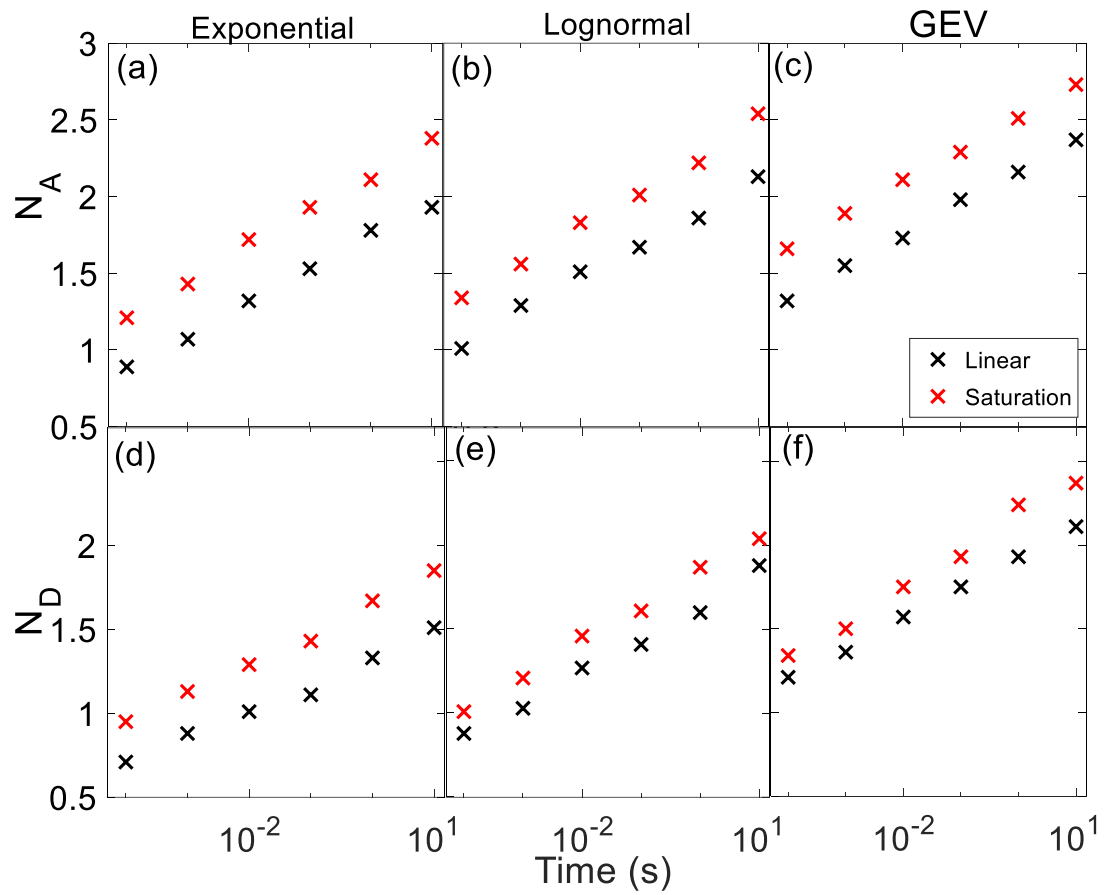 Exponential
Lognormal
GEV
(a)
(b)
(c)
3
2.5
2
1.5
1
0.5
N_A
Linear
Saturation
(d)
(e)
(f)
2
1.5
1
0.5
N_D
10^-2
10^1
10^-2
10^1
10^-2
10^1
Time (s)